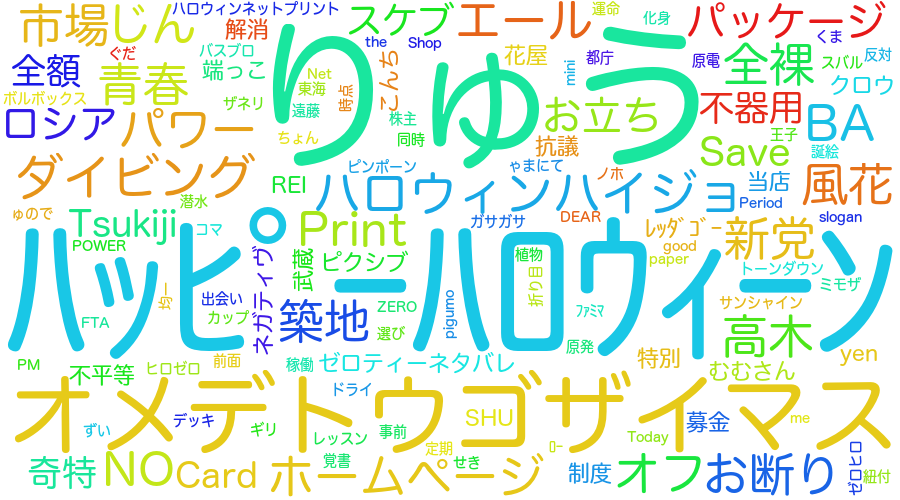 ハロウィンネットプリント
運命
化身
市場じん
解消
スケブ
エール
パッケージ
りゅう
the
Shop
くま
ぐだ
バスプロ
花屋
都庁
原電
反対
全額
青春
端っこ
Net
こんち
mini
全裸
スバル
ボルボックス
ザネリ
東海
時点
クロウ
遠藤
株主
お立ち
不器用
ロシア
パワー
ちょん
同時
抗議
王子
BA
Save
誕絵
ダイビング
ピンポーン
ゃまにて
ノホ
当店
風花
REI
ハロウィンハイジョ
潜水
Period
ゅので
Tsukiji
コマ
Print
ガサガサ
DEAR
slogan
ハッピーハロウィーン
POWER
ネガティヴ
武蔵
ピクシブ
植物
ﾚｯﾀﾞｺﾞｰ
新党
good
paper
トーンダウン
ミモザ
折り目
均一
出会い
カップ
築地
ZERO
pigumo
ﾌｧﾐﾏ
サンシャイン
高木
FTA
選び
原発
PM
不平等
ヒロゼロ
前面
稼働
ゼロティーネタバレ
特別
yen
むむさん
ドライ
オメデトウゴザイマス
SHU
募金
me
ずい
デッキ
ギリ
レッスン
事前
定期
ﾛｰ
Today
奇特
NO
Card
覚書
ホームページ
せき
制度
オフ
お断り
ゼロヒロ
紐付